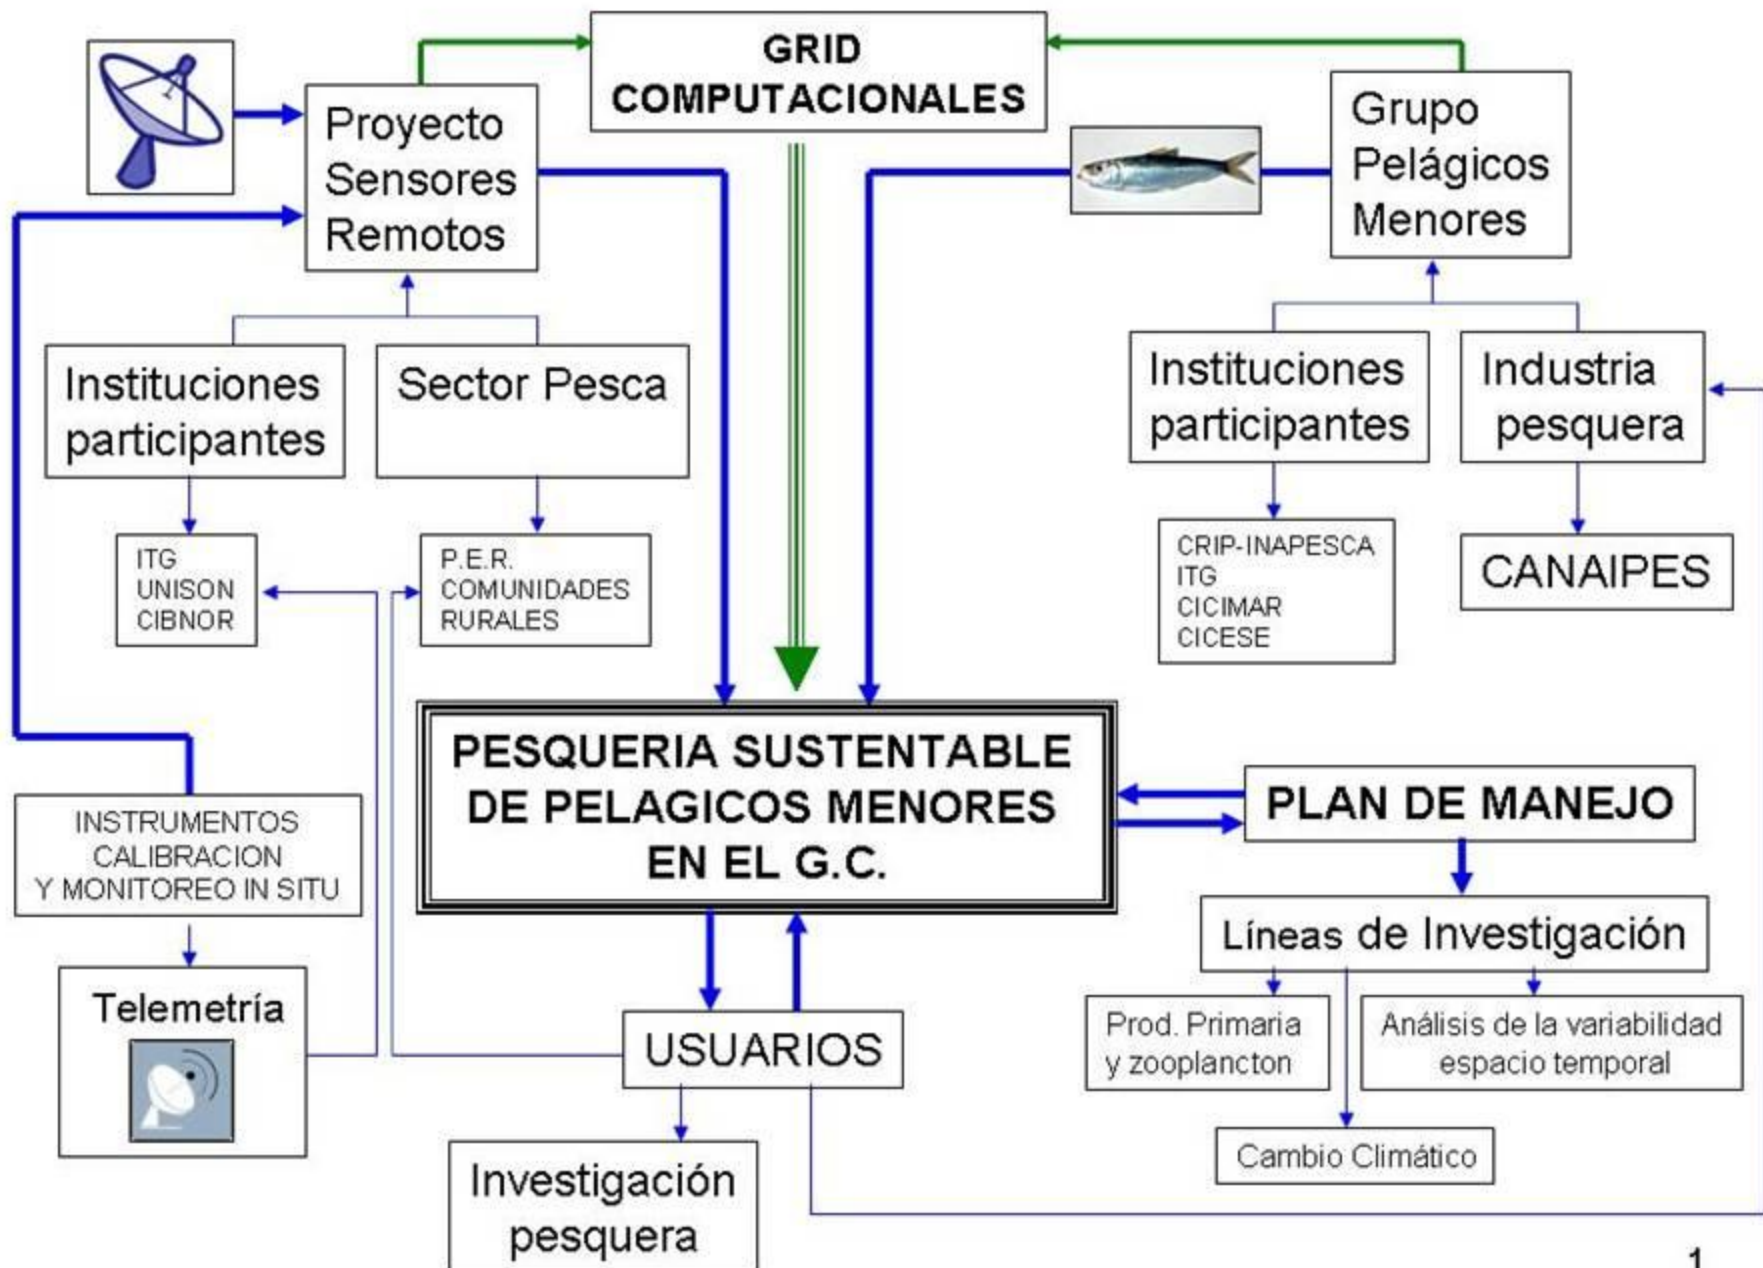 GRID
COMPUTACIONALES
Proyecto
Sensores
Remotos
Grupo
Pelágicos
Menores
Instituciones
participantes
Sector Pesca
Instituciones
participantes
Industria
pesquera
ITG
UNISON
CIBNOR
P.E.R.
COMUNIDADES
RURALES
CRIP-INAPESCA
ITG
CICIMAR
CICESE
CANAIPES
PESQUERIA SUSTENTABLE
DE PELAGICOS MENORES
EN EL G.C.
PLAN DE MANEJO
INSTRUMENTOS
CALIBRACION
Y MONITOREO IN SITU
Líneas de Investigación
Telemetría
USUARIOS
Prod. Primaria
y zooplancton
Análisis de la variabilidad
espacio temporal
Cambio Climático
Investigación
pesquera
1